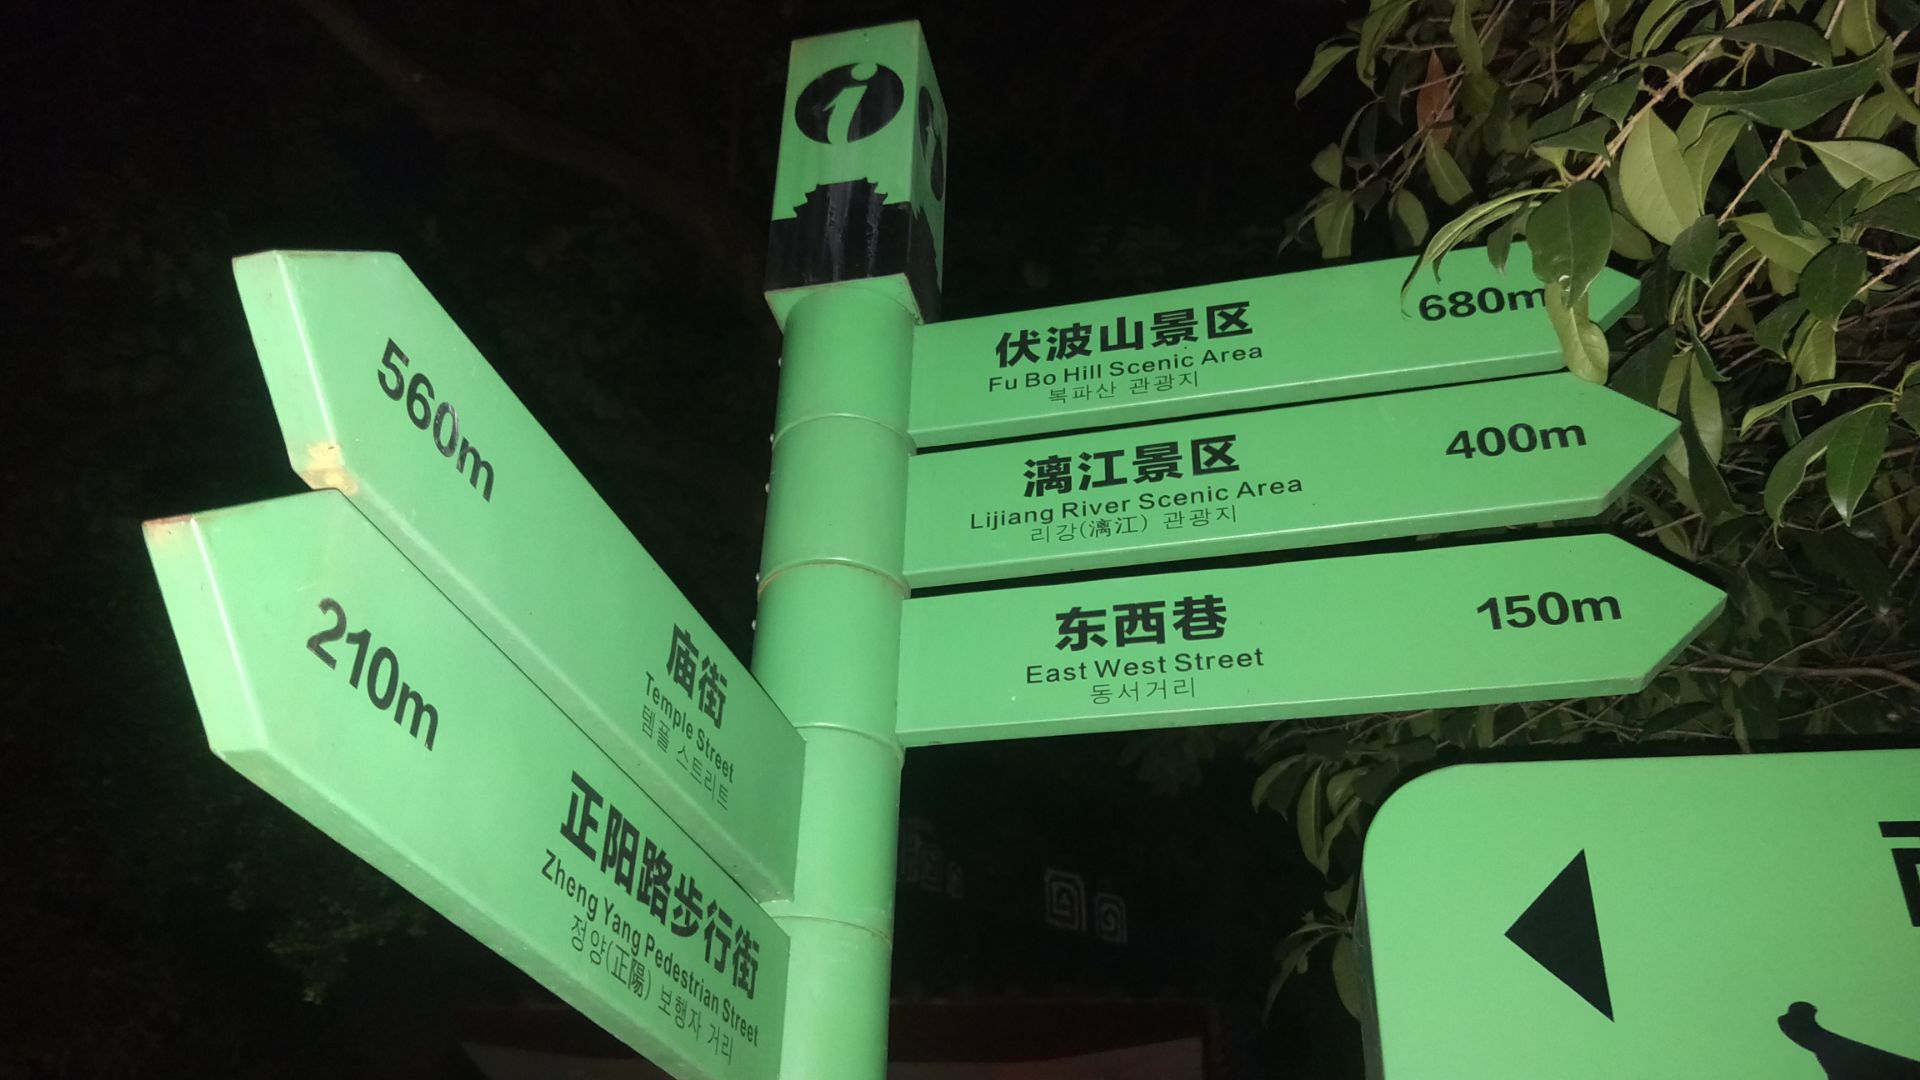 i
i
伏波山景区
680m
Fu Bo Hill Scenic Area
복파산 관광지
漓江景区
400m
Lijiang River Scenic Area
리강(漓江) 관광지
东西巷
150m
East West Street
동서거리
560m
庙街
Temple Street
템플 스트리트
210m
正阳路步行街
Zheng Yang Pedestrian Street
정양(正陽) 보행자 거리